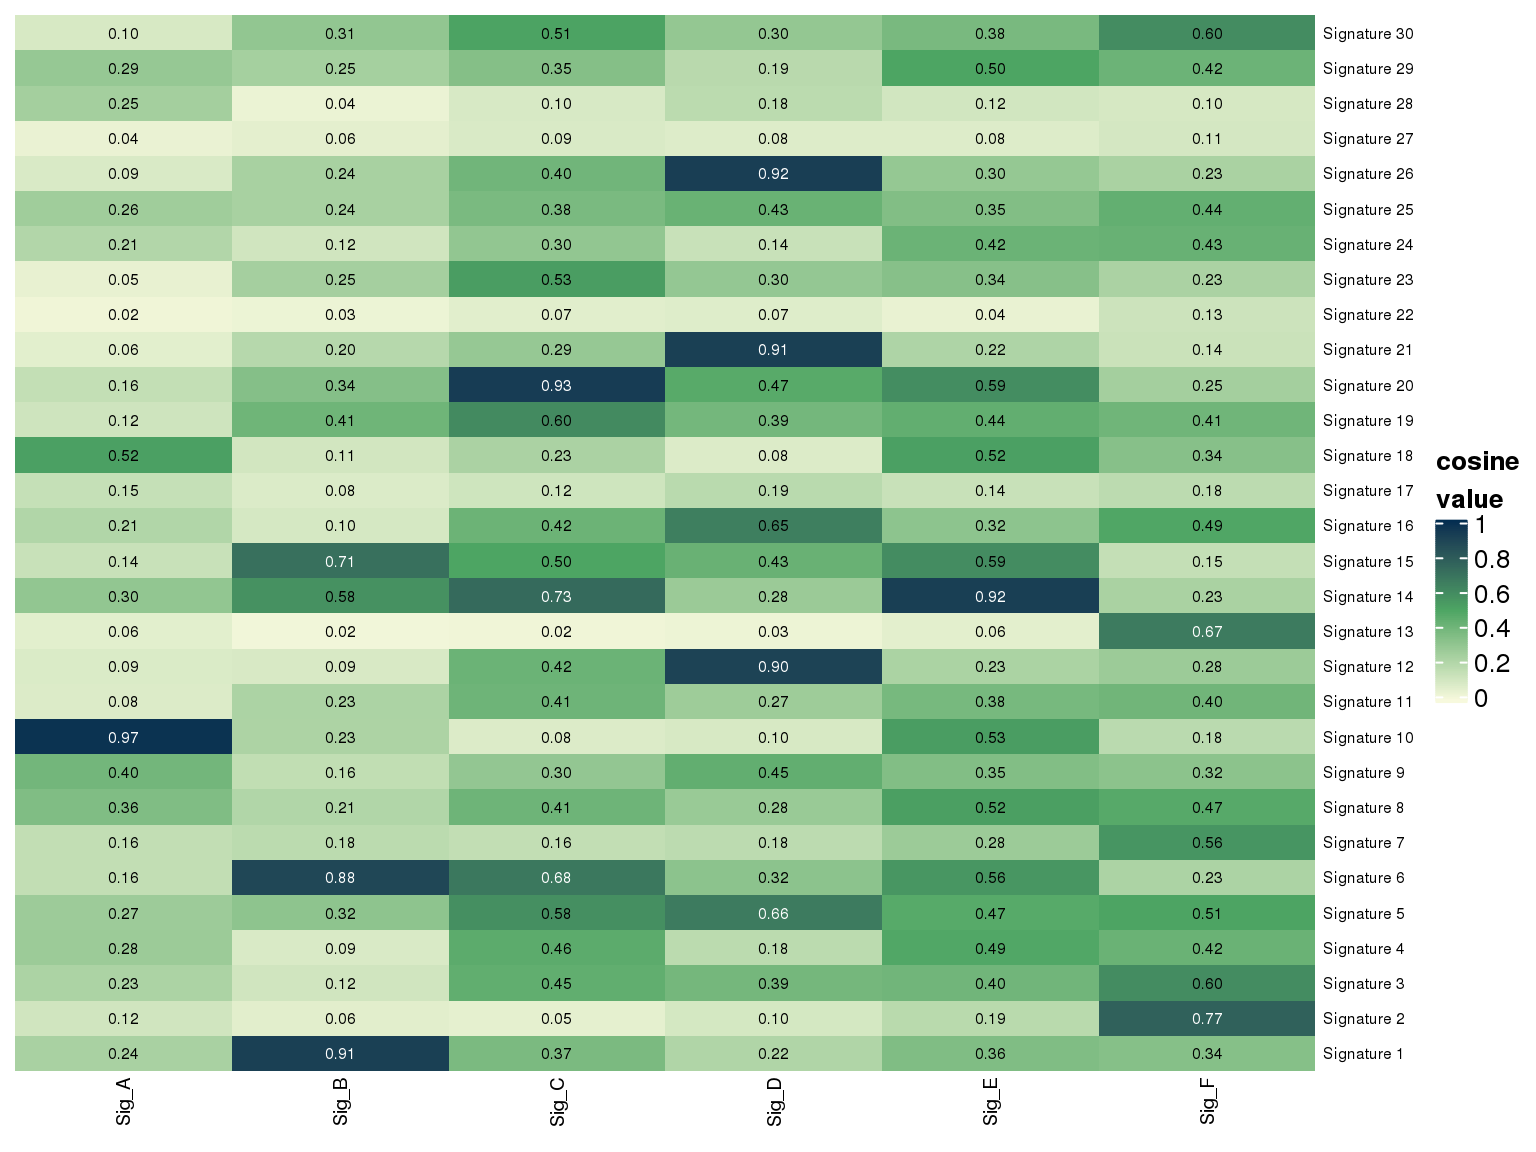 0.10 0.31 0.51 0.30 0.38 0.60 Signature 30
0.29 0.25 0.35 0.19 0.50 0.42 Signature 29
0.25 0.04 0.10 0.18 0.12 0.10 Signature 28
0.04 0.06 0.09 0.08 0.08 0.11 Signature 27
0.09 0.24 0.40 0.92 0.30 0.23 Signature 26
0.26 0.24 0.38 0.43 0.35 0.44 Signature 25
0.21 0.12 0.30 0.14 0.42 0.43 Signature 24
0.05 0.25 0.53 0.30 0.34 0.23 Signature 23
0.02 0.03 0.07 0.07 0.04 0.13 Signature 22
0.06 0.20 0.29 0.91 0.22 0.14 Signature 21
0.16 0.34 0.93 0.47 0.59 0.25 Signature 20
0.12 0.41 0.60 0.39 0.44 0.41 Signature 19
0.52 0.11 0.23 0.08 0.52 0.34 Signature 18
0.15 0.08 0.12 0.19 0.14 0.18 Signature 17
0.21 0.10 0.42 0.65 0.32 0.49 Signature 16
0.14 0.71 0.50 0.43 0.59 0.15 Signature 15
0.30 0.58 0.73 0.28 0.92 0.23 Signature 14
0.06 0.02 0.02 0.03 0.06 0.67 Signature 13
0.09 0.09 0.42 0.90 0.23 0.28 Signature 12
0.08 0.23 0.41 0.27 0.38 0.40 Signature 11
0.97 0.23 0.08 0.10 0.53 0.18 Signature 10
0.40 0.16 0.30 0.45 0.35 0.32 Signature 9
0.36 0.21 0.41 0.28 0.52 0.47 Signature 8
0.16 0.18 0.16 0.18 0.28 0.56 Signature 7
0.16 0.88 0.68 0.32 0.56 0.23 Signature 6
0.27 0.32 0.58 0.66 0.47 0.51 Signature 5
0.28 0.09 0.46 0.18 0.49 0.42 Signature 4
0.23 0.12 0.45 0.39 0.40 0.60 Signature 3
0.12 0.06 0.05 0.10 0.19 0.77 Signature 2
0.24 0.91 0.37 0.22 0.36 0.34 Signature 1
Sig_A Sig_B Sig_C Sig_D Sig_E Sig_F
cosine
value
1
0.8
0.6
0.4
0.2
0